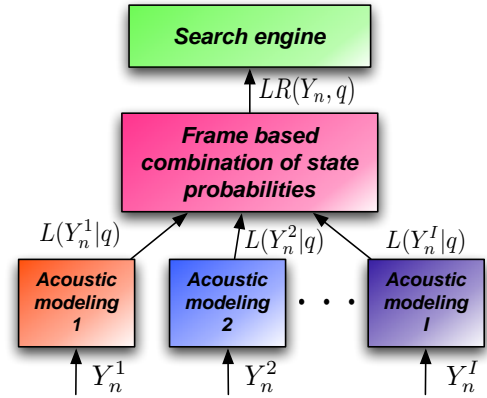 Search engine
LR(Y_n, q)
Frame based
combination of state
probabilities
L(Y_n^1|q) L(Y_n^2|q) L(Y_n^I|q)
Acoustic
modeling
1
Acoustic
modeling
2
. . .
Acoustic
modeling
I
Y_n^1 Y_n^2 Y_n^I